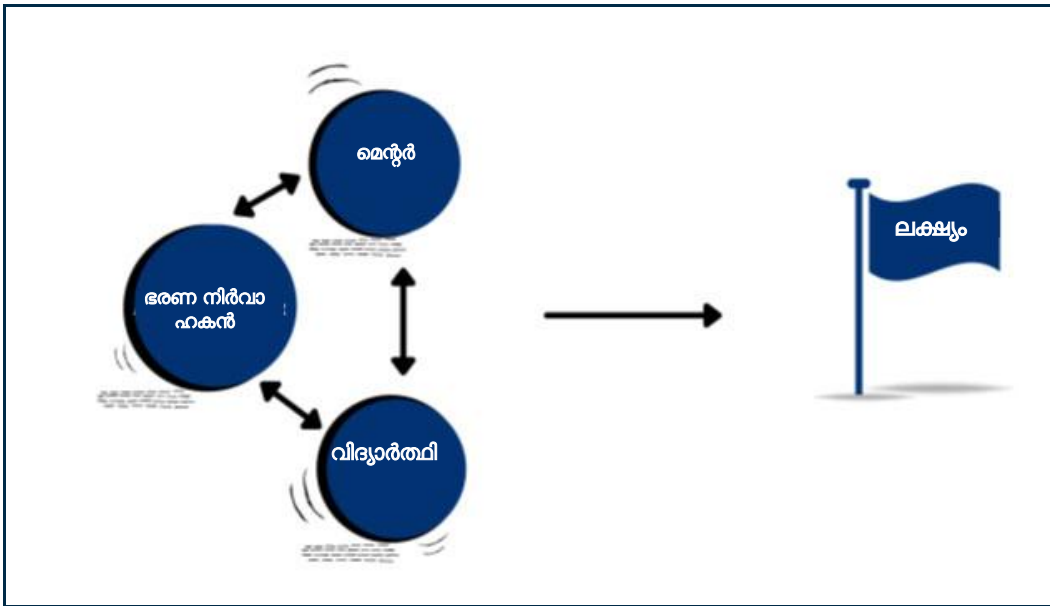 മെന്റർ
ലക്ഷ്യം
ഭരണ നിർവാ
ഹകൻ
വിദ്യാർത്ഥി